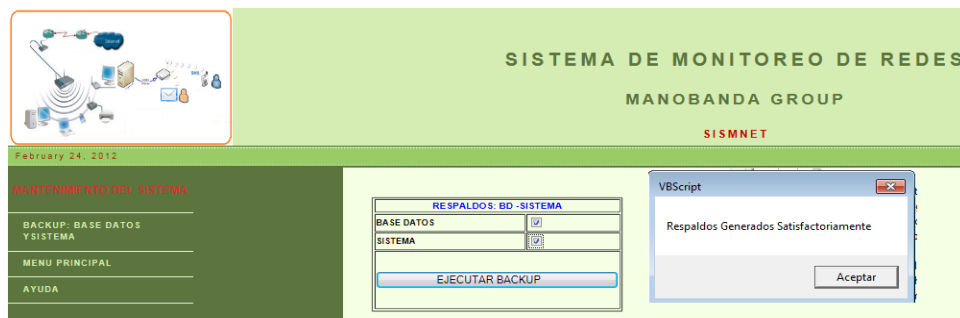 SISTEMA DE MONITOREO DE REDES
MANOBANDA GROUP
SISMNET
February 24, 2012
MANTENIMIENTO DEL SISTEMA
BACKUP: BASE DATOS
YSISTEMA
MENU PRINCIPAL
AYUDA
RESPALDOS: BD -SISTEMA
BASE DATOS
SISTEMA
EJECUTAR BACKUP
VBScript
Respaldos Generados Satisfactoriamente
Aceptar